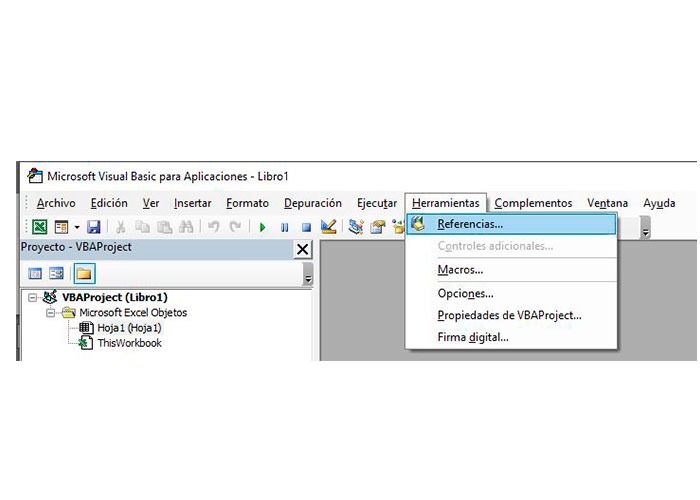 Microsoft Visual Basic para Aplicaciones - Libro1
Archivo Edición Ver Insertar Formato Depuración Ejecutar Herramientas Complementos Ventana Ayuda
Proyecto - VBAProject
VBAProject (Libro1)
Microsoft Excel Objetos
Hoja1 (Hoja1)
ThisWorkbook
Referencias...
Controles adicionales...
Macros...
Opciones...
Propiedades de VBAProject...
Firma digital...